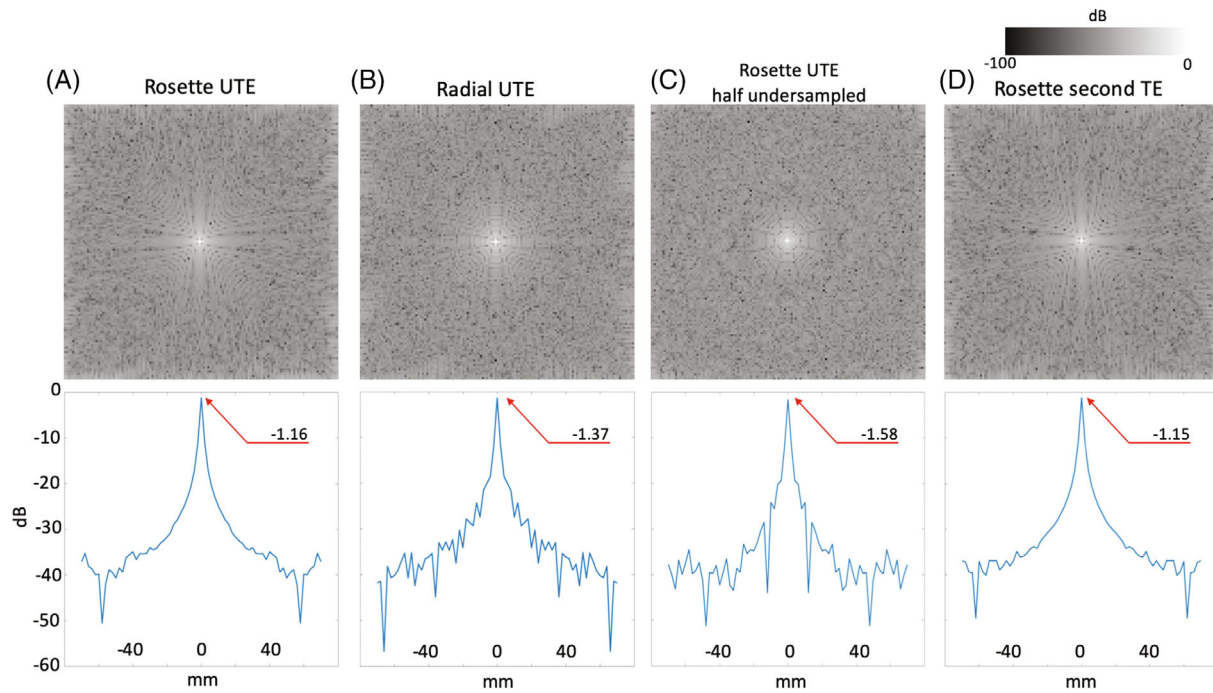 dB
-100 0
(A) Rosette UTE
(B) Radial UTE
(C) Rosette UTE
half undersampled
(D) Rosette second TE
0
-10
-20
-30
-40
-50
-60
dB
-1.16
-40 0 40
mm
-1.37
-40 0 40
mm
-1.58
-40 0 40
mm
-1.15
-40 0 40
mm